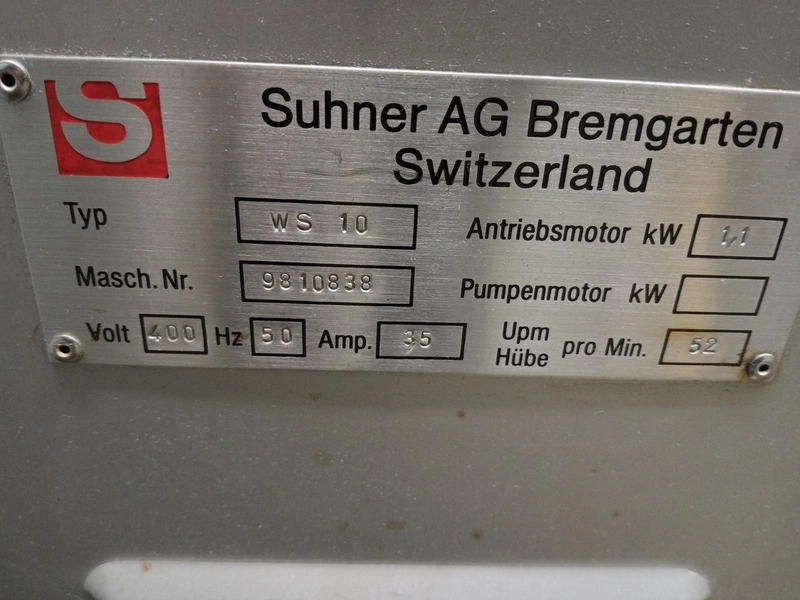 S
Suhner AG Bremgarten
Switzerland
Typ WS 10 Antriebsmotor kW 1,1
Masch. Nr. 9810838 Pumpenmotor kW
Volt 400 Hz 50 Amp. 35 Upm Hübe pro Min. 52